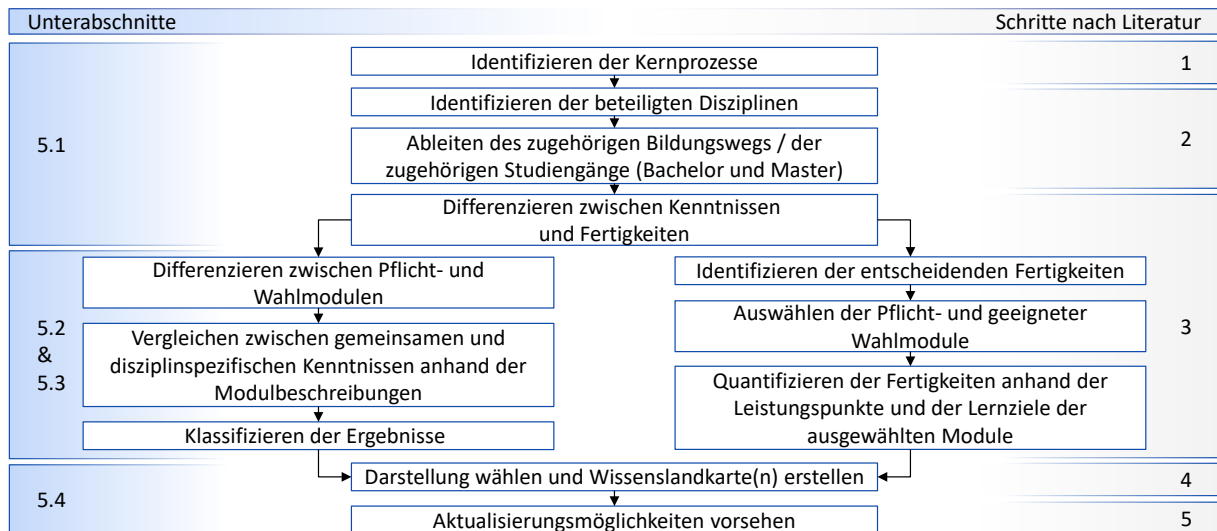 Unterabschnitte
Schritte nach Literatur
Identifizieren der Kernprozesse
1
Identifizieren der beteiligten Disziplinen
5.1
Ableiten des zugehörigen Bildungswegs / der
zugehörigen Studiengänge (Bachelor und Master)
2
Differenzieren zwischen Kenntnissen
und Fertigkeiten
Differenzieren zwischen Pflicht- und
Wahlmodulen
Vergleichen zwischen gemeinsamen und
disziplinspezifischen Kenntnissen anhand der
Modulbeschreibungen
Klassifizieren der Ergebnisse
5.2
&
5.3
Identifizieren der entscheidenden Fertigkeiten
Auswählen der Pflicht- und geeigneter
Wahlmodule
Quantifizieren der Fertigkeiten anhand der
Leistungspunkte und der Lernziele der
ausgewählten Module
3
Darstellung wählen und Wissenslandkarte(n) erstellen
4
5.4
Aktualisierungsmöglichkeiten vorsehen
5